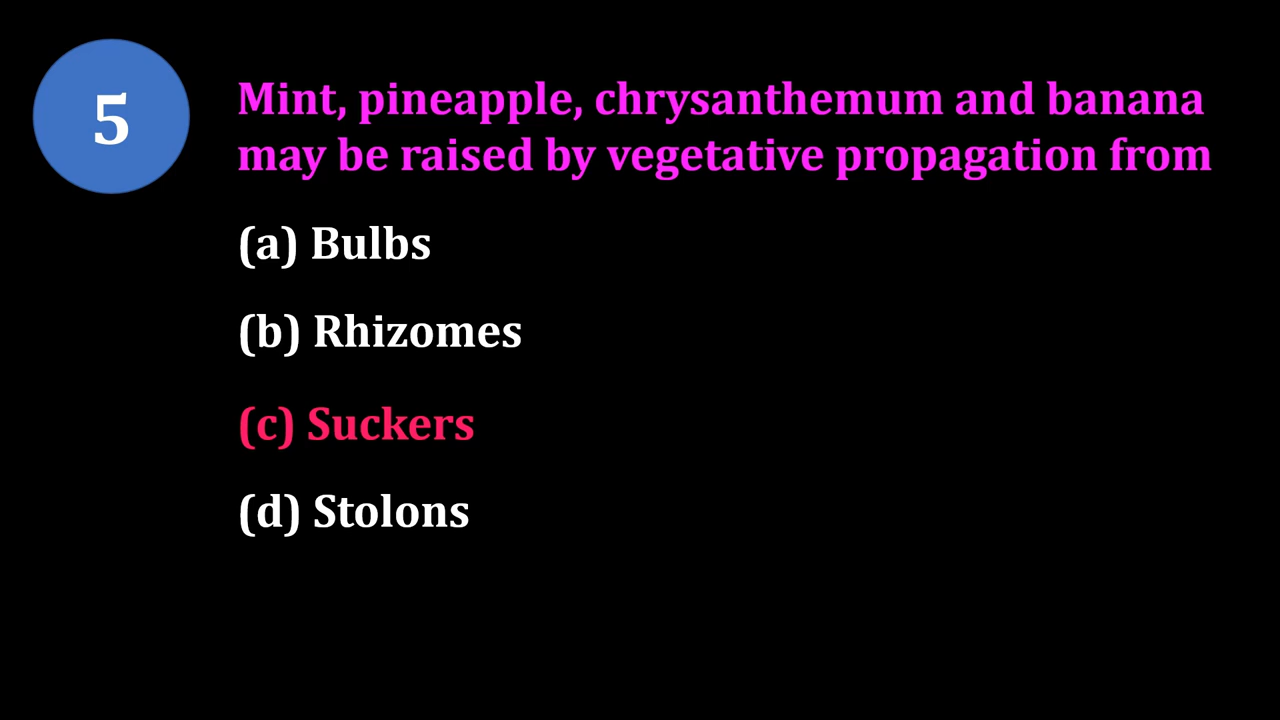 5
Mint, pineapple, chrysanthemum and banana
may be raised by vegetative propagation from
(a) Bulbs
(b) Rhizomes
(c) Suckers
(d) Stolons